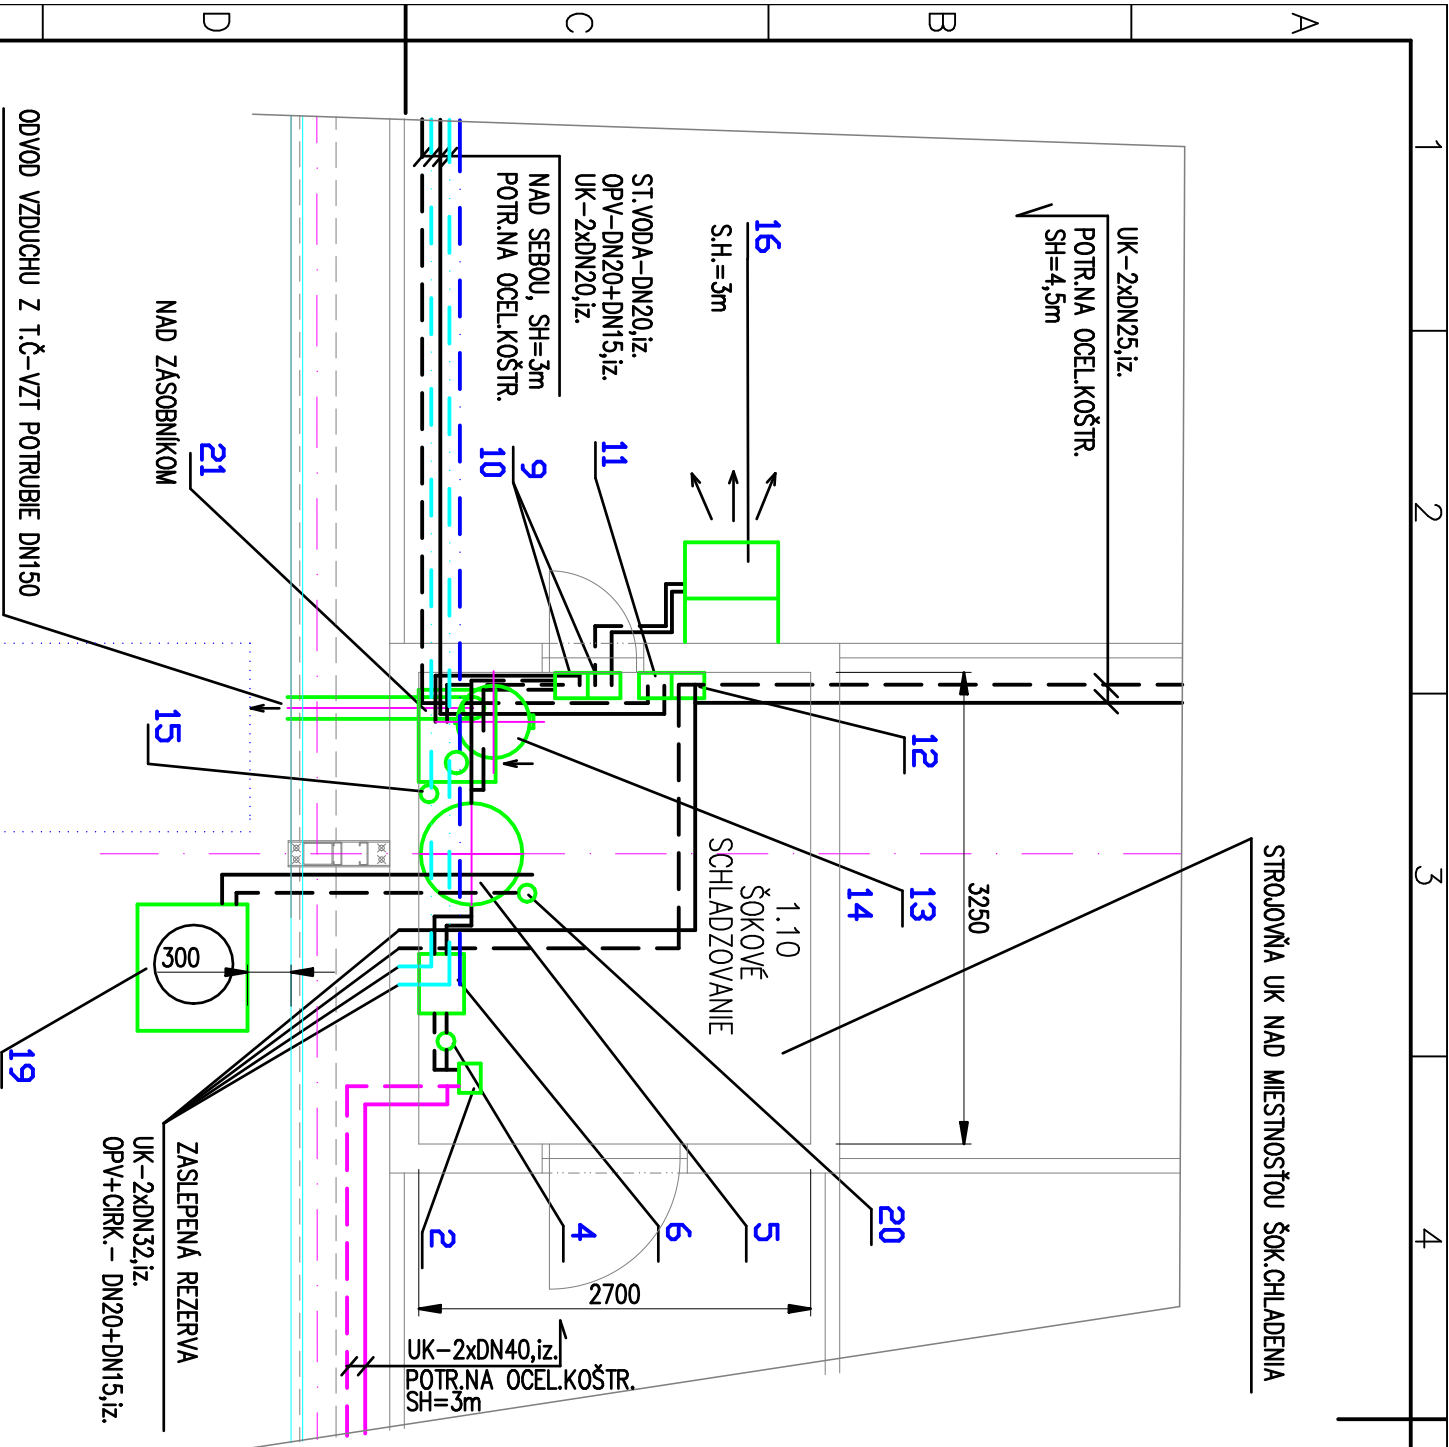 A
B
C
D
1
2
3
4
UK-2xDN25,iz.
POTR.NA OCEL.KOŠTR.
SH=4,5m
16
S.H.=3m
ST.VODA-DN20,iz.
OPV-DN20+DN15,iz.
UK-2xDN20,iz.
NAD SEBOU, SH=3m
POTR.NA OCEL.KOŠTR.
11
9
10
21
NAD ZÁSOBNÍKOM
ODVOD VZDUCHU Z T.Č-VZT POTRUBIE DN150
15
12
13
14
3250
1.10
ŠOKOVÉ
SCHLADZOVANIE
STROJOVŇA UK NAD MIESTNOSŤOU ŠOK.CHLADENIA
300
19
20
5
6
4
2
2700
ZASLEPENÁ REZERVA
UK-2xDN32,iz.
OPV+CIRK.- DN20+DN15,iz.
UK-2xDN40,iz.
POTR.NA OCEL.KOŠTR.
SH=3m